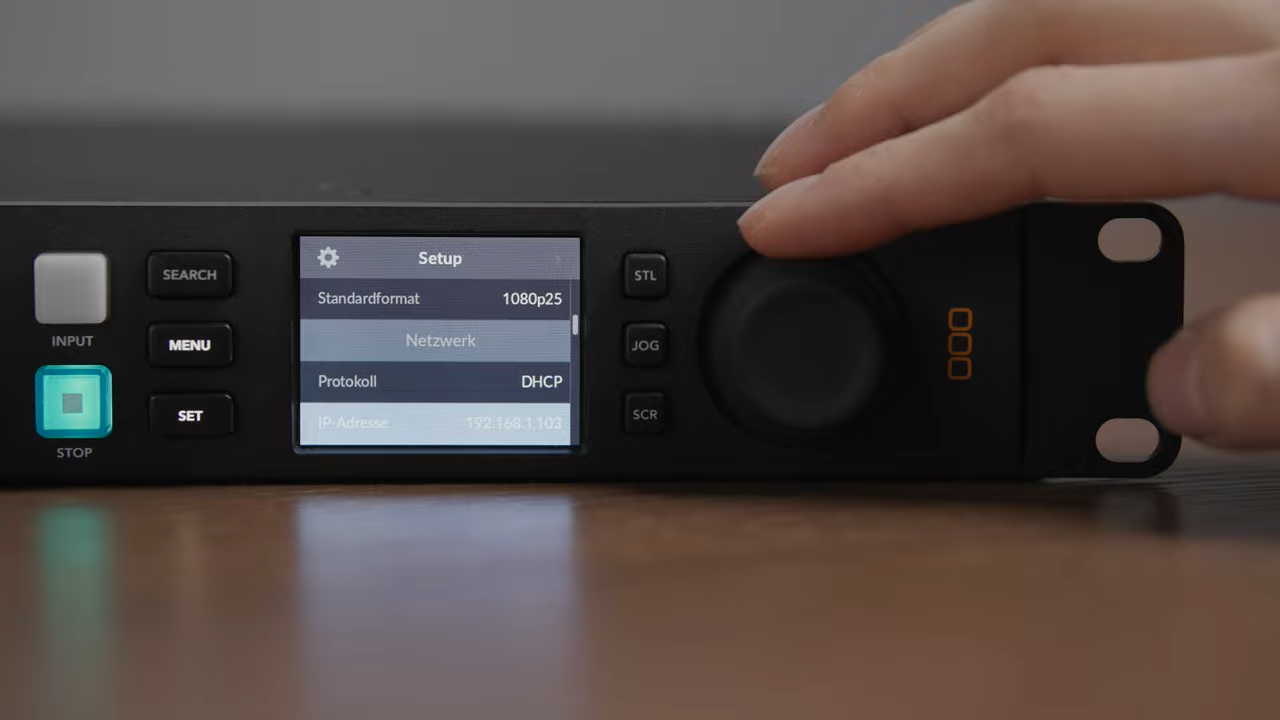 INPUT
STOP
SEARCH
MENU
SET
Setup
Standardformat 1080p25
Netzwerk
Protokoll DHCP
IP-Adresse 192.168.1.103
STL
JOG
SCR